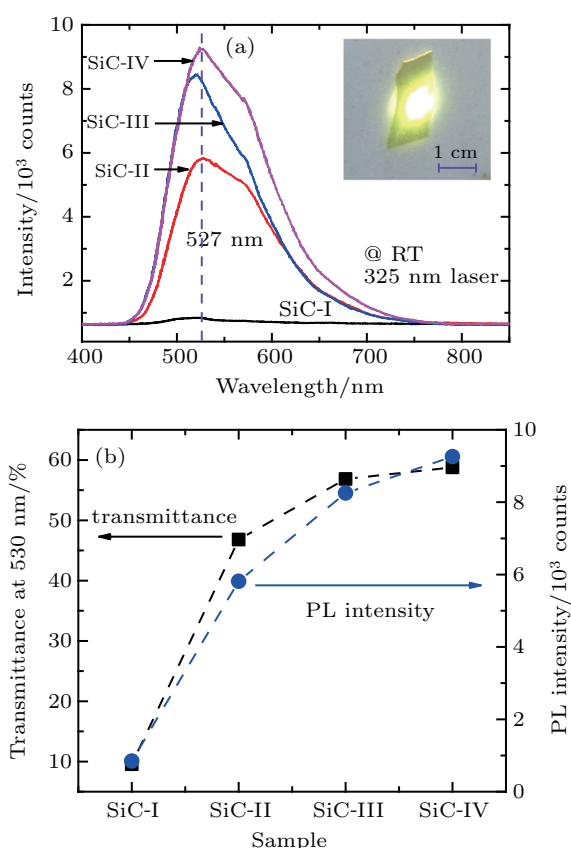 (a)
10
8
6
4
2
Intensity/10³ counts
SiC-IV
SiC-III
SiC-II
527 nm
SiC-I
1 cm
@ RT
325 nm laser
400 500 600 700 800
Wavelength/nm
(b)
60
50
40
30
20
10
Transmittance at 530 nm/%
transmittance
PL intensity
10
8
6
4
2
0
PL intensity/10³ counts
SiC-I SiC-II SiC-III SiC-IV
Sample